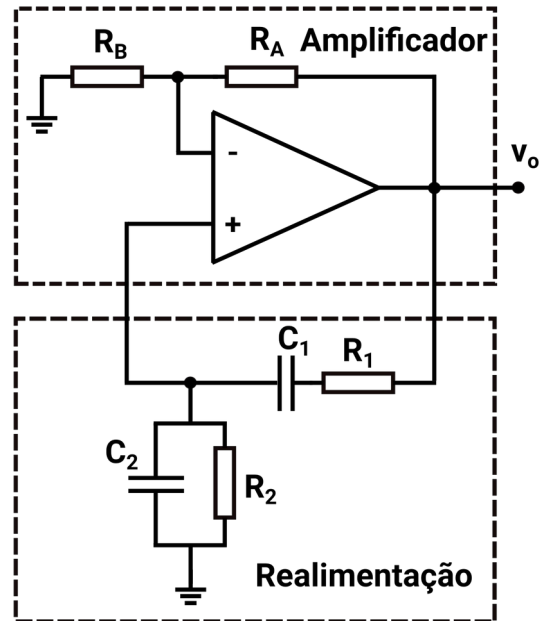 R_B
R_A
Amplificador
-
+
v_o
C_1
R_1
C_2
R_2
Realimentação